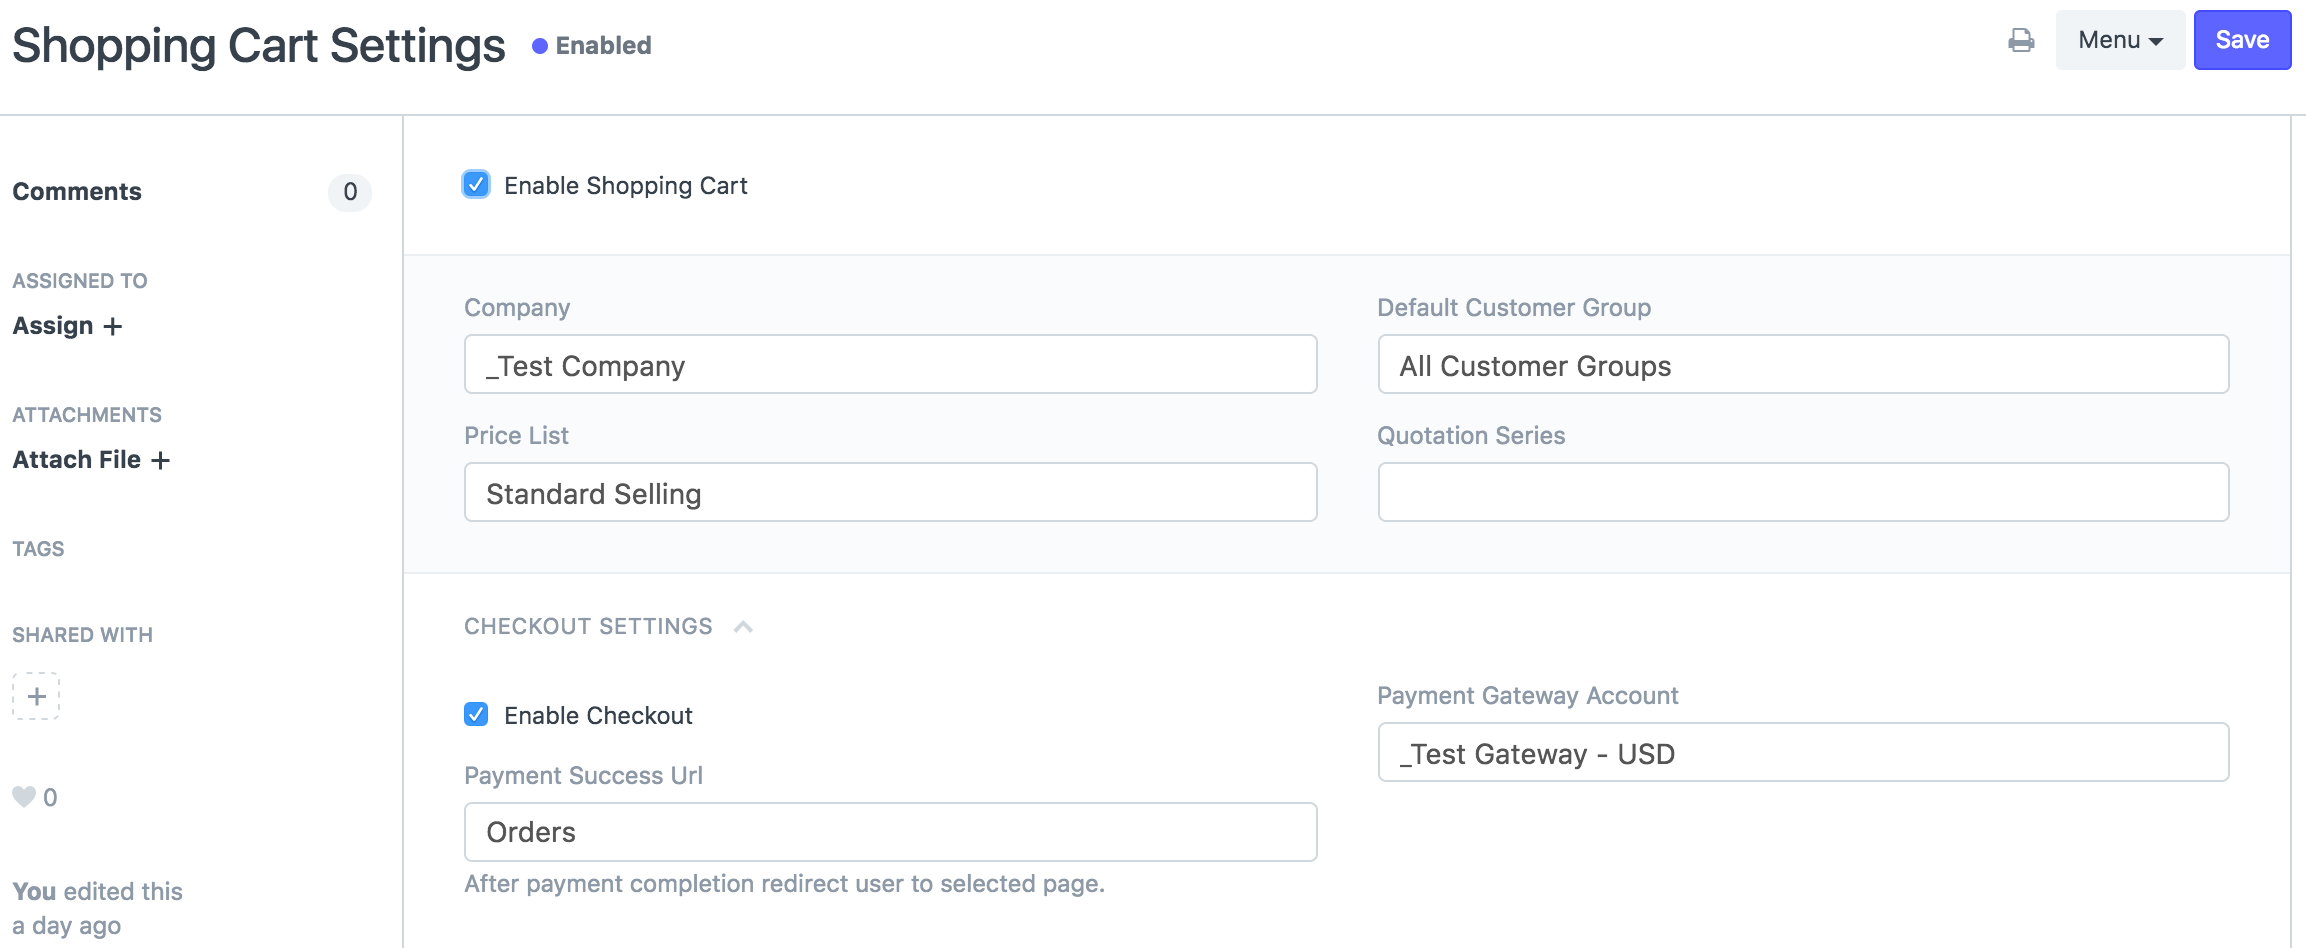 Shopping Cart Settings
Enabled
Menu
Save
Comments 0
ASSIGNED TO
Assign +
ATTACHMENTS
Attach File +
TAGS
SHARED WITH
+
0
You edited this
a day ago
Enable Shopping Cart
Company
_Test Company
Default Customer Group
All Customer Groups
Price List
Standard Selling
Quotation Series
CHECKOUT SETTINGS
Enable Checkout
Payment Success Url
Orders
After payment completion redirect user to selected page.
Payment Gateway Account
_Test Gateway - USD